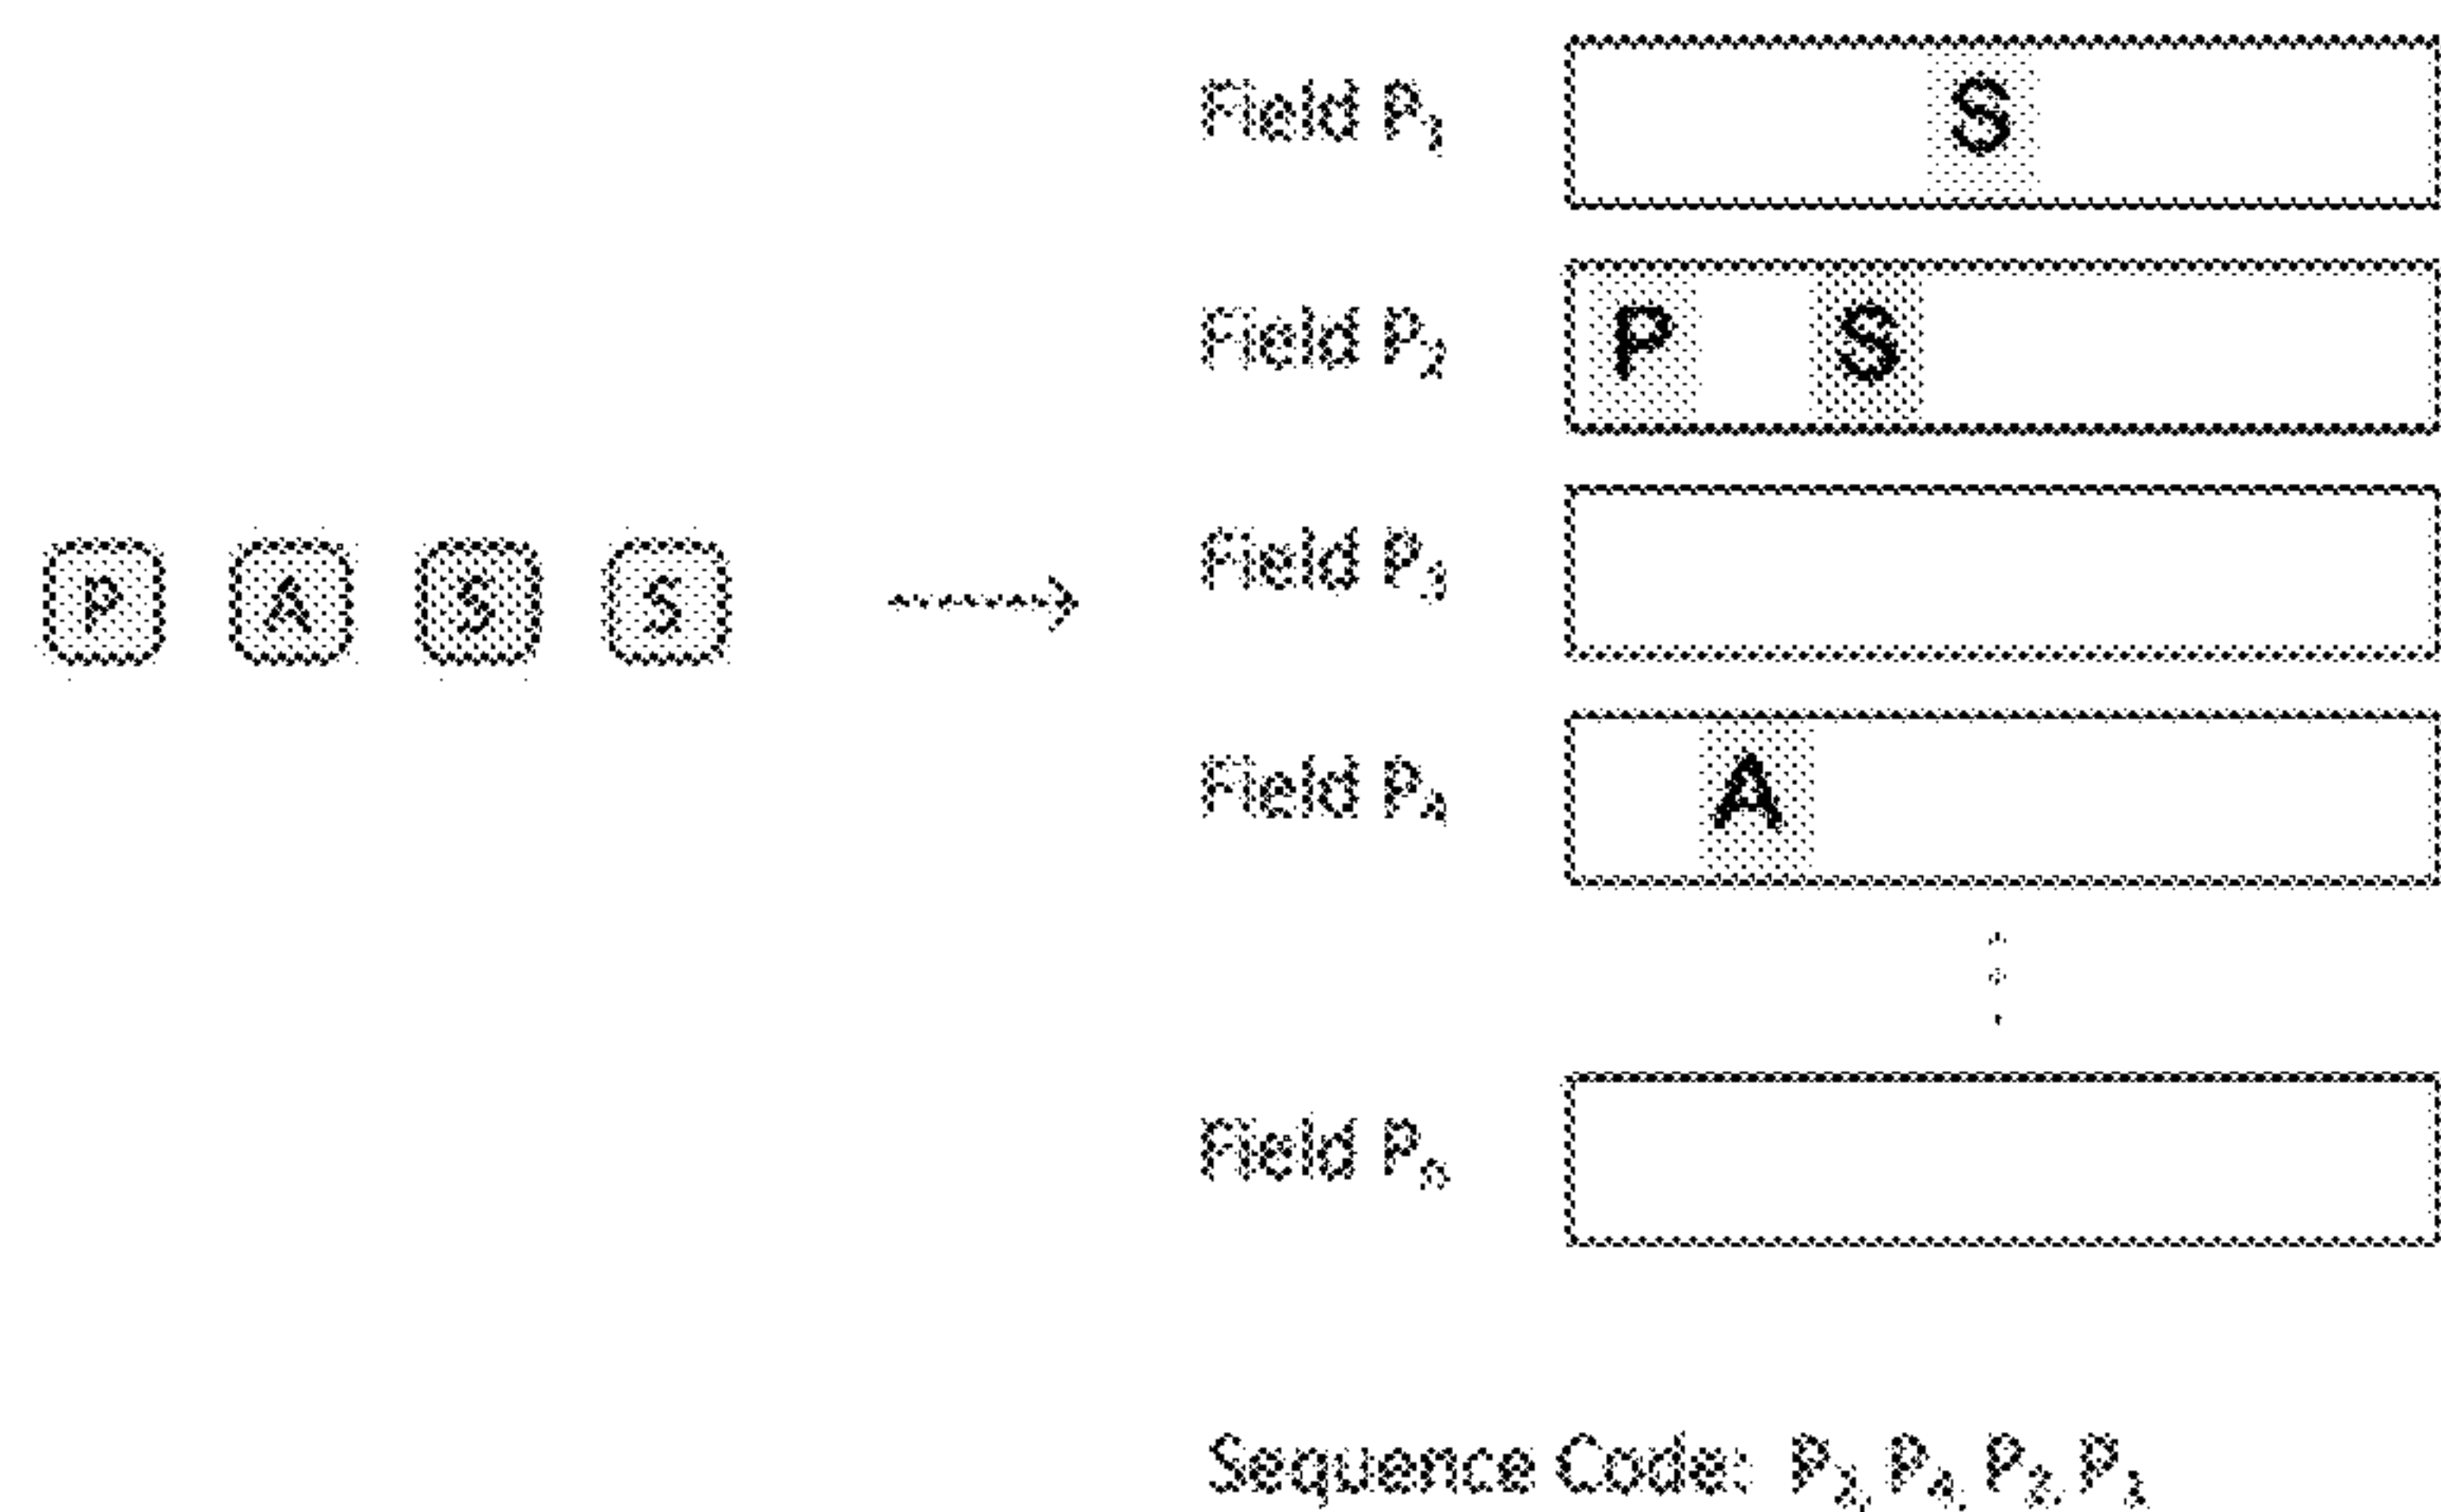 Field P₁
S
Field P₂
P S
Field P₃
P A S S
Field P₄
A
Field Pₙ
Sequence Code: P₂, P₄, P₂, P₁